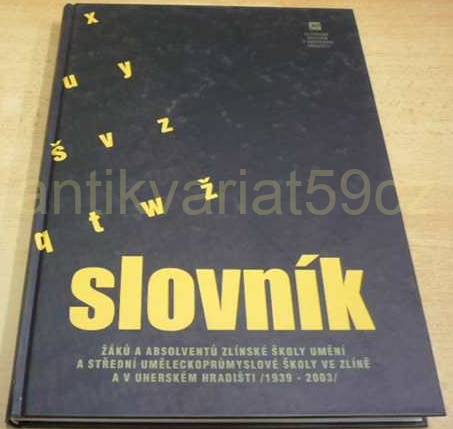 x
u y
š v z
q t w ž
antikvariat59cz
slovník
ŽÁKŮ A ABSOLVENTŮ ZLÍNSKÉ ŠKOLY UMĚNÍ
A STŘEDNÍ UMĚLECKOPRŮMYSLOVÉ ŠKOLY VE ZLÍNĚ
A V UHERSKÉM HRADIŠTI /1939 - 2003/